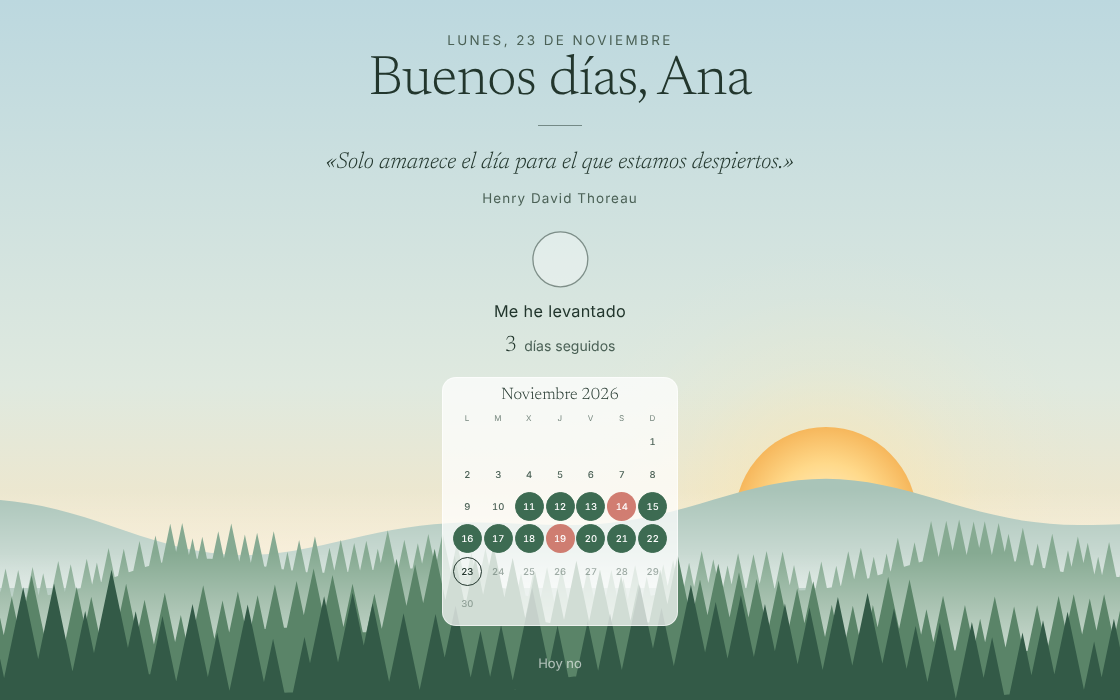 LUNES, 23 DE NOVIEMBRE
Buenos días, Ana
«Solo amanece el día para el que estamos despiertos.»
Henry David Thoreau
Me he levantado
3 días seguidos
Noviembre 2026
L M X J V S D
1
2 3 4 5 6 7 8
9 10 11 12 13 14 15
16 17 18 19 20 21 22
23 24 25 26 27 28 29
30
Hoy no